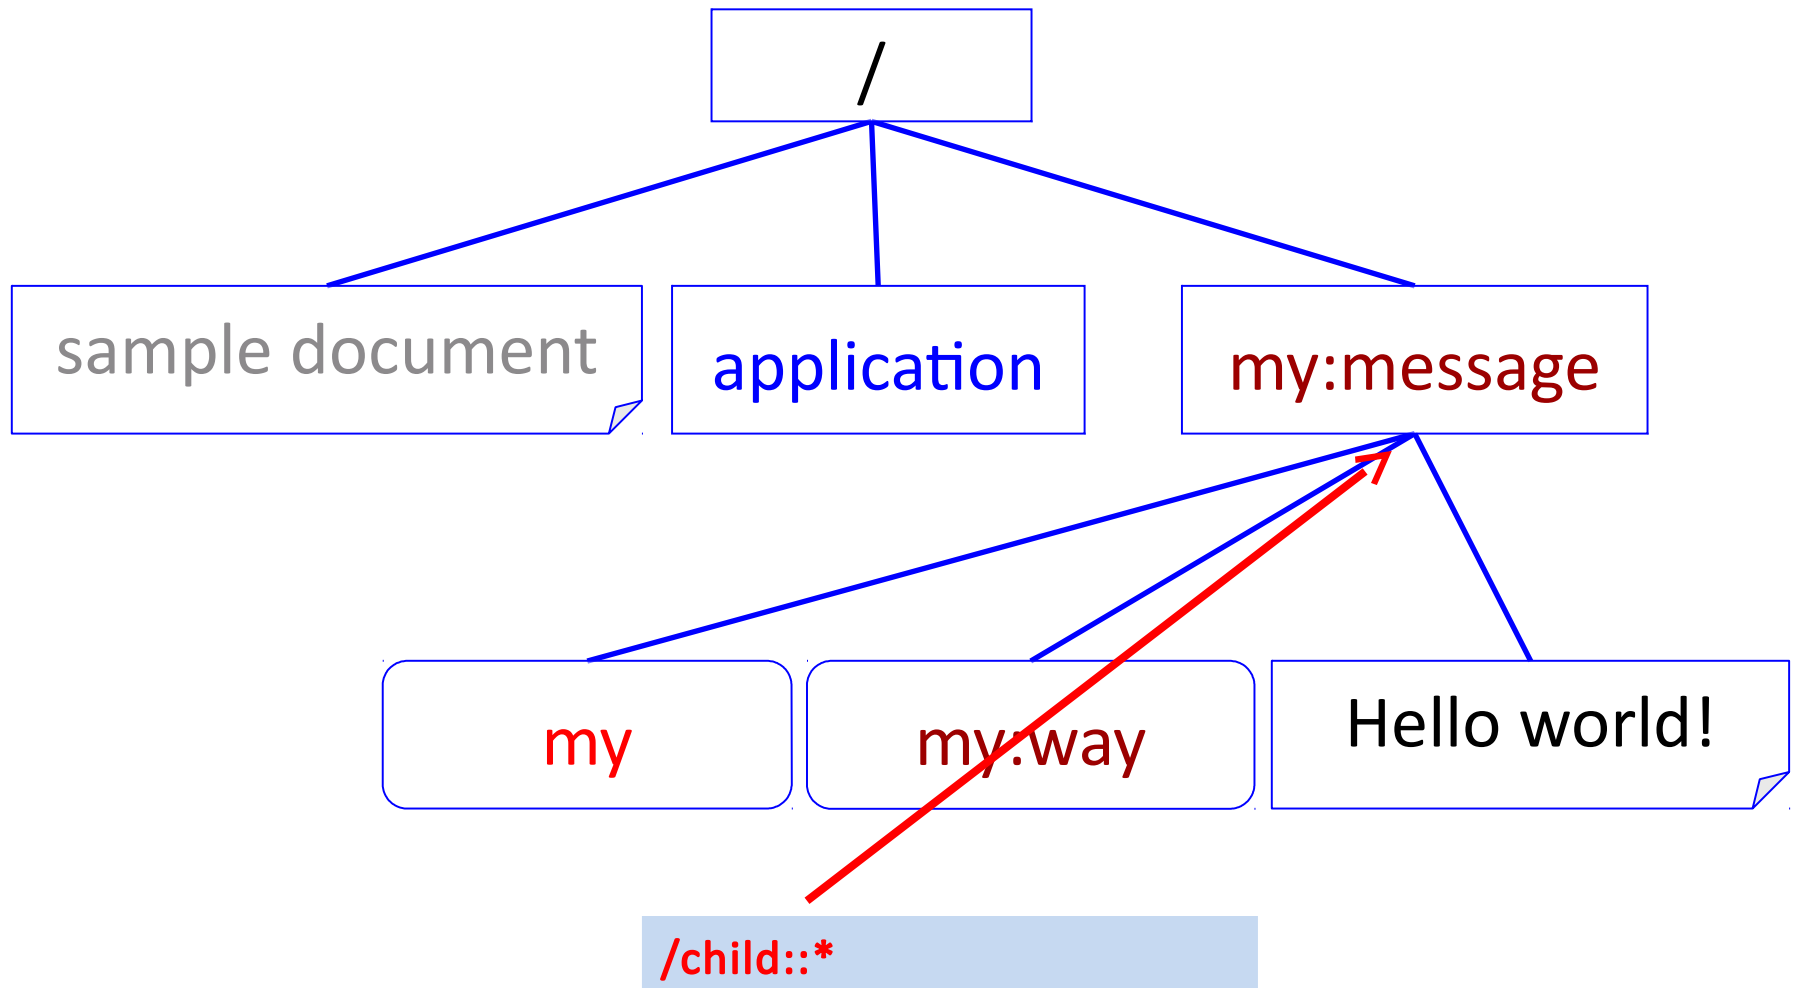 /
sample document
application
my:message
my
my:way
Hello world!
/child::*